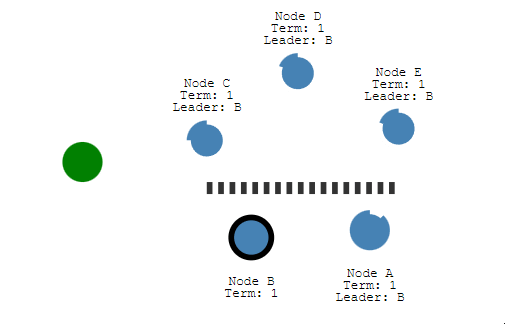 Node D
Term: 1
Leader: B
Node E
Term: 1
Leader: B
Node C
Term: 1
Leader: B
Node B
Term: 1
Node A
Term: 1
Leader: B